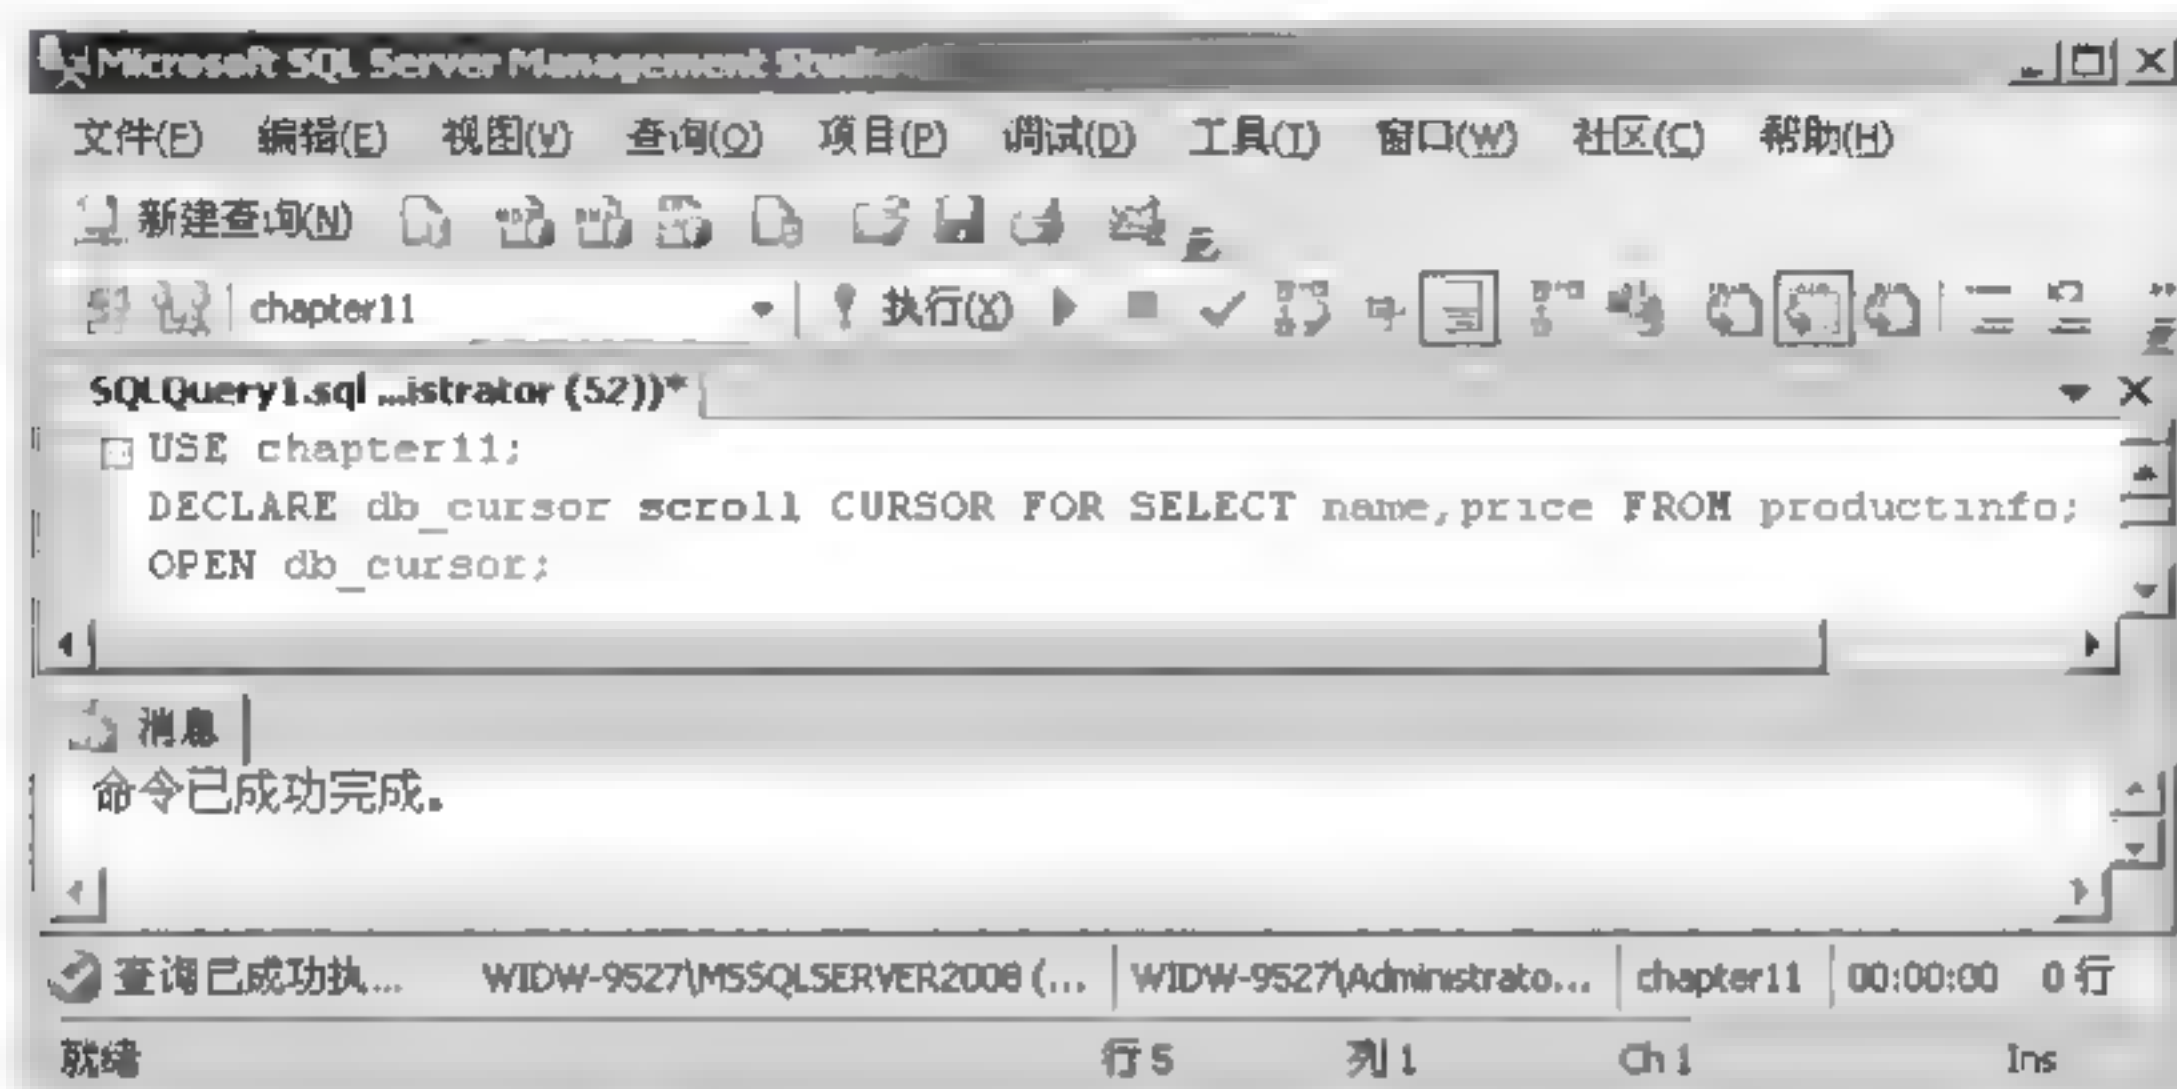 Microsoft SQL Server Management Studio
文件(F) 编辑(E) 视图(V) 查询(Q) 项目(P) 调试(D) 工具(T) 窗口(W) 社区(C) 帮助(H)
新建查询(N)
chapter11 执行(X)
SQLQuery1.sql ...istrator (52))*
USE chapter11;
DECLARE db_cursor scroll CURSOR FOR SELECT name,price FROM productinfo;
OPEN db_cursor;
消息
命令已成功完成。
查询已成功执... WIDW-9527\MSSQLSERVER2008 (... WIDW-9527\Administrato... chapter11 00:00:00 0 行
就绪 行 5 列 1 Ch 1 Ins